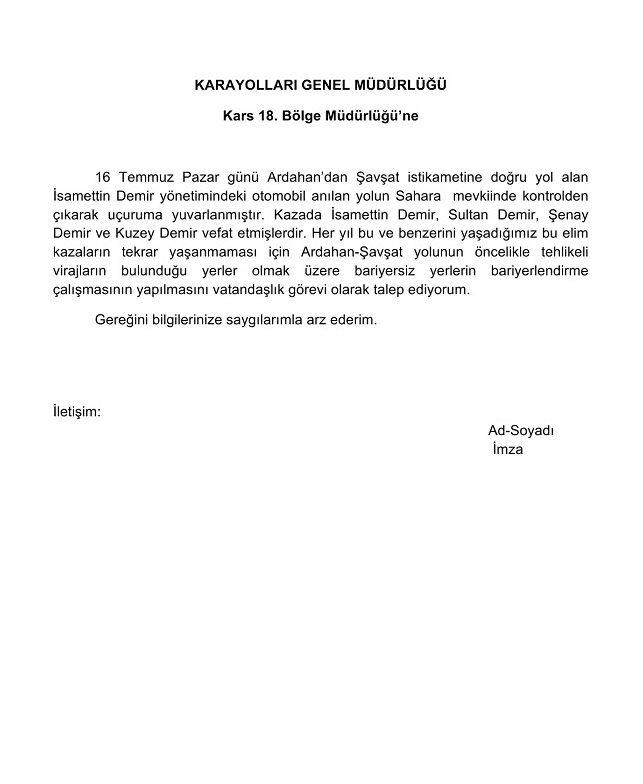 KARAYOLLARI GENEL MÜDÜRLÜĞÜ
Kars 18. Bölge Müdürlüğü’ne
16 Temmuz Pazar günü Ardahan’dan Şavşat istikametine doğru yol alan
İsamettin Demir yönetimindeki otomobil anılan yolun Sahara mevkiinde kontrolden
çıkarak uçuruma yuvarlanmıştır. Kazada İsamettin Demir, Sultan Demir, Şenay
Demir ve Kuzey Demir vefat etmişlerdir. Her yıl bu ve benzerini yaşadığımız bu elim
kazaların tekrar yaşanmaması için Ardahan-Şavşat yolunun öncelikle tehlikeli
virajların bulunduğu yerler olmak üzere bariyersiz yerlerin bariyerlendirme
çalışmasının yapılmasını vatandaşlık görevi olarak talep ediyorum.
Gereğini bilgilerinize saygılarımla arz ederim.
İletişim:
Ad-Soyadı
İmza